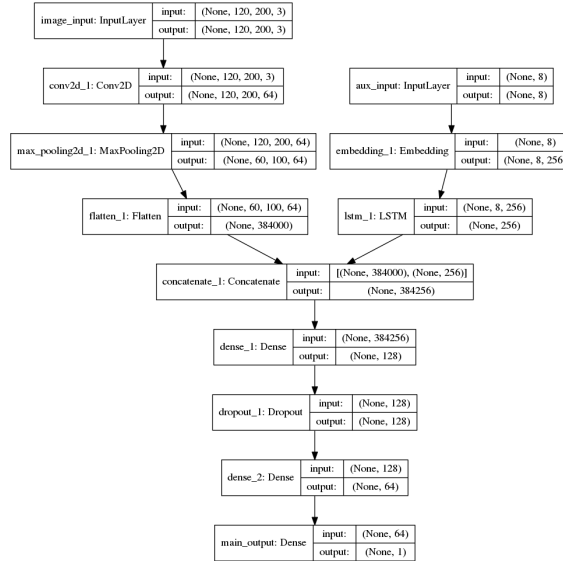 image_input: InputLayer
input: (None, 120, 200, 3)
output: (None, 120, 200, 3)
conv2d_1: Conv2D
input: (None, 120, 200, 3)
output: (None, 120, 200, 64)
aux_input: InputLayer
input: (None, 8)
output: (None, 8)
max_pooling2d_1: MaxPooling2D
input: (None, 120, 200, 64)
output: (None, 60, 100, 64)
embedding_1: Embedding
input: (None, 8)
output: (None, 8, 256)
flatten_1: Flatten
input: (None, 60, 100, 64)
output: (None, 384000)
lstm_1: LSTM
input: (None, 8, 256)
output: (None, 256)
concatenate_1: Concatenate
input: [(None, 384000), (None, 256)]
output: (None, 384256)
dense_1: Dense
input: (None, 384256)
output: (None, 128)
dropout_1: Dropout
input: (None, 128)
output: (None, 128)
dense_2: Dense
input: (None, 128)
output: (None, 64)
main_output: Dense
input: (None, 64)
output: (None, 1)